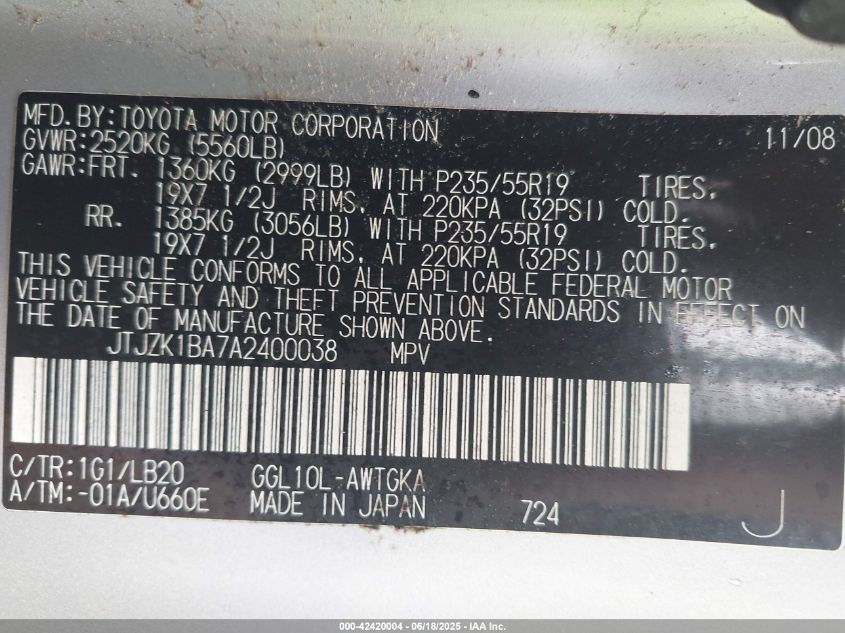 MFD.BY:TOYOTA MOTOR CORPORATION 11/08
GVWR:2520KG (5560LB)
GAWR:FRT. 1360KG (2999LB) WITH P235/55R19 TIRES,
19X7 1/2J RIMS, AT 220KPA (32PSI) COLD.
RR. 1385KG (3056LB) WITH P235/55R19 TIRES,
19X7 1/2J RIMS, AT 220KPA (32PSI) COLD.
THIS VEHICLE CONFORMS TO ALL APPLICABLE FEDERAL MOTOR
VEHICLE SAFETY AND THEFT PREVENTION STANDARDS IN EFFECT ON
THE DATE OF MANUFACTURE SHOWN ABOVE.
JTJZK1BA7A2400038 MPV
C/TR:1G1/LB20 GGL10L-AWTGKA
A/TM:-01A/U660E MADE IN JAPAN 724 J
000-42420004 - 06/18/2025 - IAA Inc.